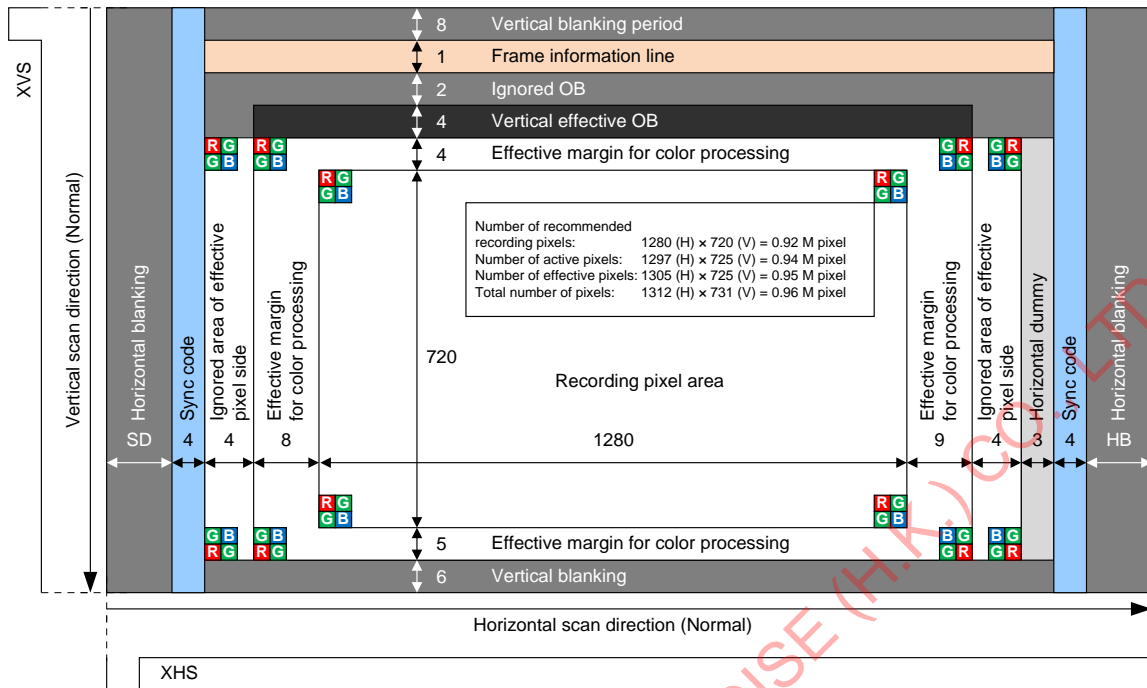 8 Vertical blanking period
1 Frame information line
2 Ignored OB
4 Vertical effective OB
4 Effective margin for color processing
XVS
Vertical scan direction (Normal)
R G R G G R G R
G B G B B G B G
R G R G
G B G B
Number of recommended
recording pixels: 1280 (H) × 720 (V) = 0.92 M pixel
Number of active pixels: 1297 (H) × 725 (V) = 0.94 M pixel
Number of effective pixels: 1305 (H) × 725 (V) = 0.95 M pixel
Total number of pixels: 1312 (H) × 731 (V) = 0.96 M pixel
Horizontal blanking
SD
Sync code
4
Ignored area of effective
pixel side
4
Effective margin
for color processing
8
720
Recording pixel area
1280
Effective margin
for color processing
9
Ignored area of effective
pixel side
4
Horizontal dummy
3
Sync code
4
Horizontal blanking
HB
R G R G
G B G B
G B G B B G B G
R G R G G R G R
5 Effective margin for color processing
6 Vertical blanking
Horizontal scan direction (Normal)
XHS
(H.K.) CO., LTD